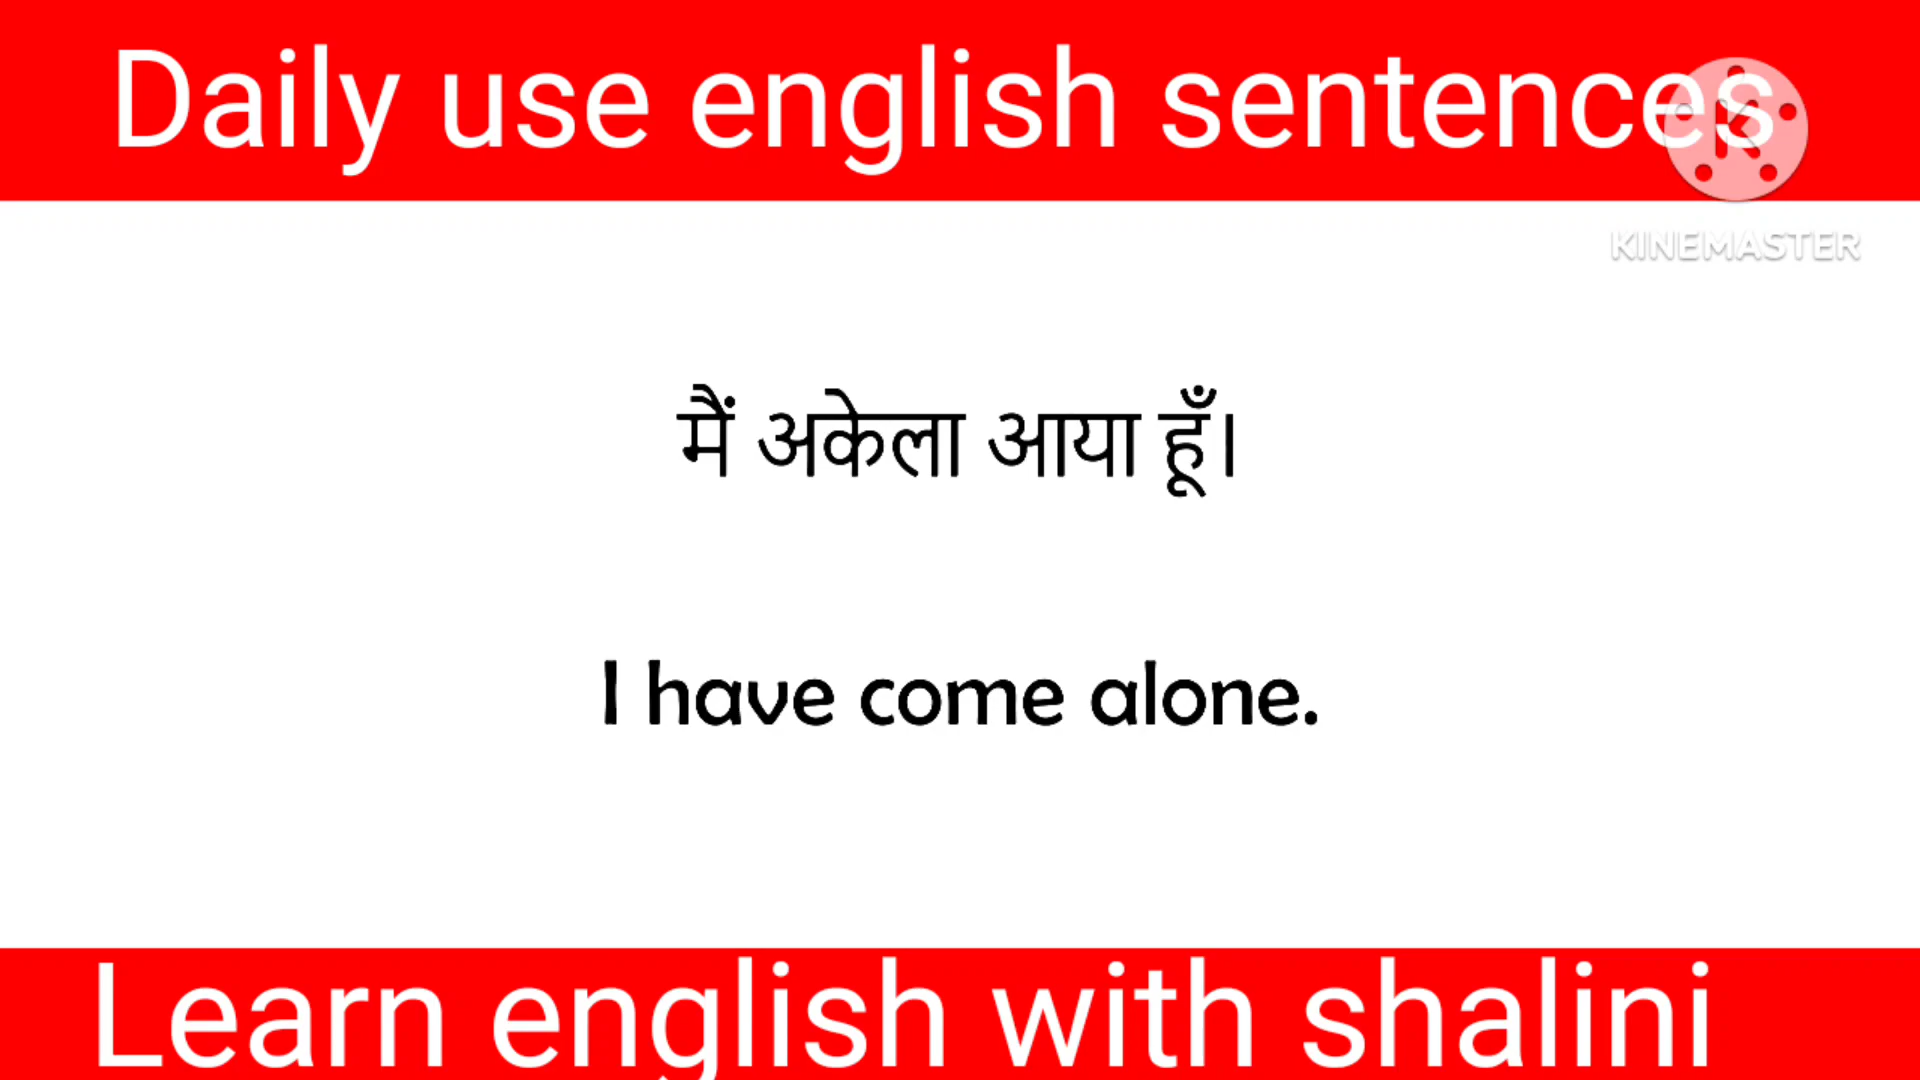 Daily use english sentences
KINEMASTER
मैं अकेला आया हूँ।
I have come alone.
Learn english with shalini